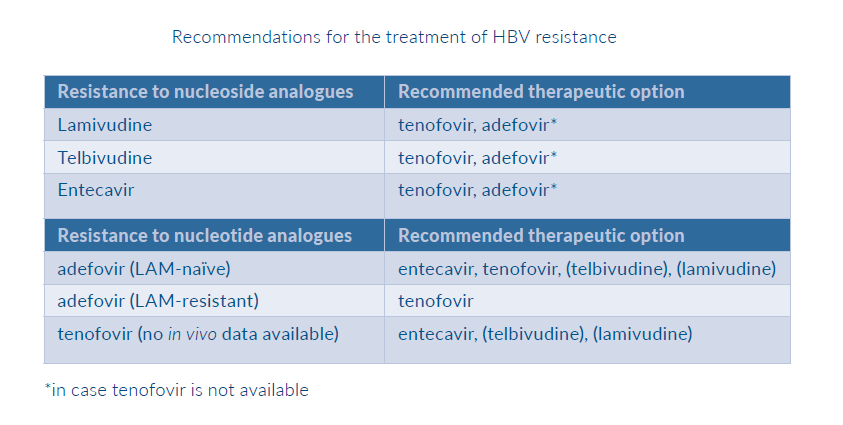 Recommendations for the treatment of HBV resistance
Resistance to nucleoside analogues Recommended therapeutic option
Lamivudine tenofovir, adefovir*
Telbivudine tenofovir, adefovir*
Entecavir tenofovir, adefovir*
Resistance to nucleotide analogues Recommended therapeutic option
adefovir (LAM-naïve) entecavir, tenofovir, (telbivudine), (lamivudine)
adefovir (LAM-resistant) tenofovir
tenofovir (no in vivo data available) entecavir, (telbivudine), (lamivudine)
*in case tenofovir is not available